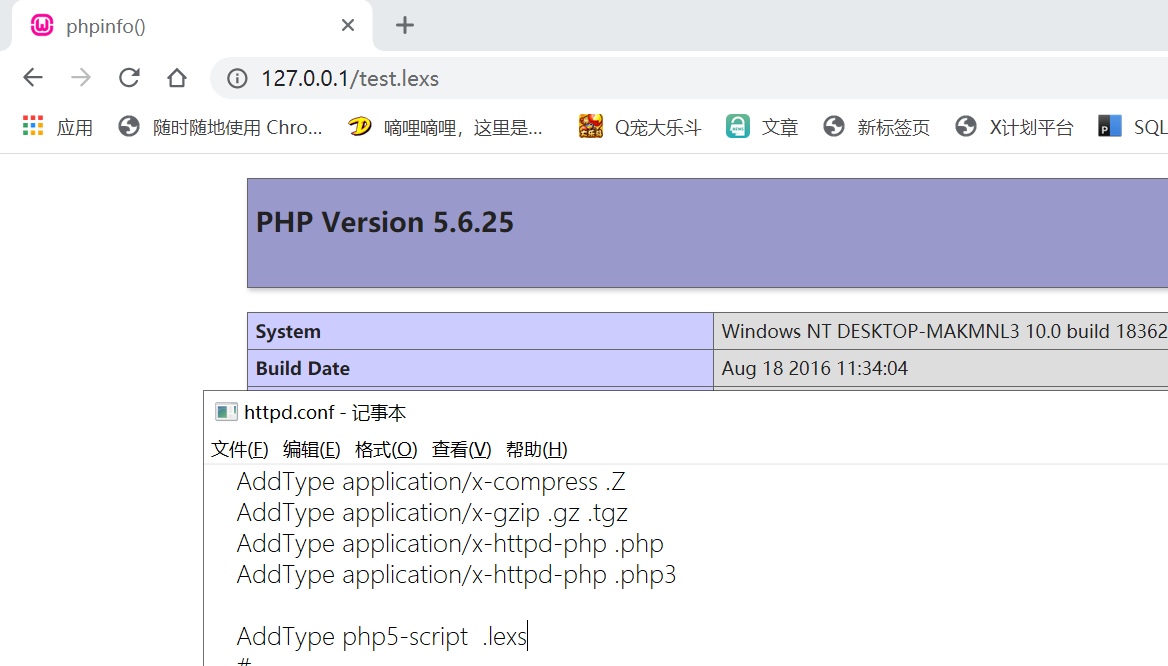 phpinfo()
127.0.0.1/test.lexs
应用 随时随地使用 Chro... 嘀哩嘀哩，这里是... Q宠大乐斗 文章 新标签页 X计划平台 SQL
PHP Version 5.6.25
System Windows NT DESKTOP-MAKMNL3 10.0 build 18362
Build Date Aug 18 2016 11:34:04
httpd.conf - 记事本
文件(F) 编辑(E) 格式(O) 查看(V) 帮助(H)
AddType application/x-compress .Z
AddType application/x-gzip .gz .tgz
AddType application/x-httpd-php .php
AddType application/x-httpd-php .php3
AddType php5-script  .lexs
#